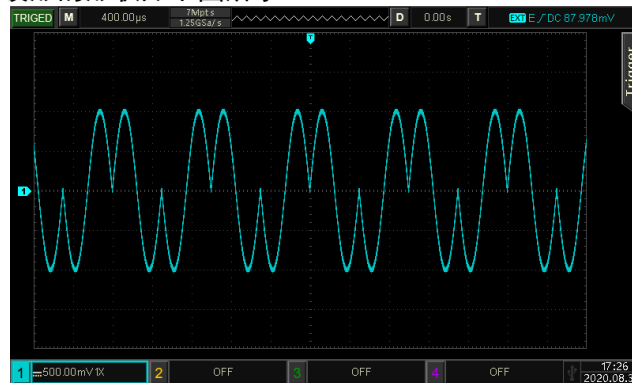 TRIGED M 400.00μs 7Mpts D 0.00s T EXT E DC 87.978mV
1.25GSa/s
T
Trigger
1
1 500.00mV 1X 2 OFF 3 OFF 4 OFF 17:26
2020.08.3